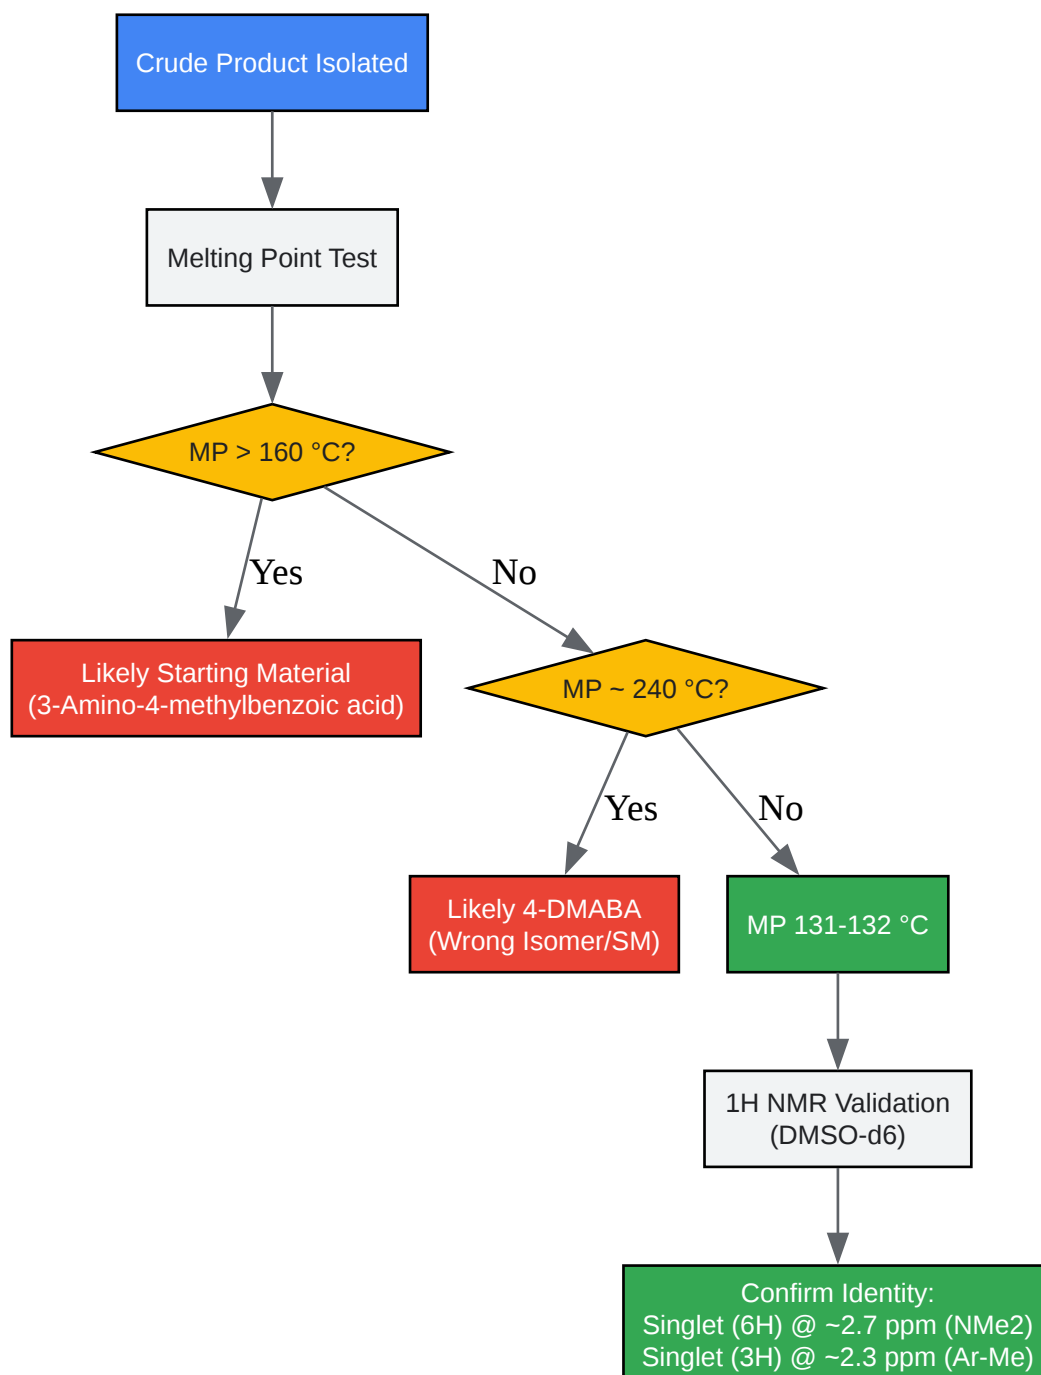 Crude Product Isolated
Melting Point Test
MP > 160 °C?
Yes
No
Likely Starting Material
(3-Amino-4-methylbenzoic acid)
MP ~ 240 °C?
Yes
No
Likely 4-DMABA
(Wrong Isomer/SM)
MP 131-132 °C
1H NMR Validation
(DMSO-d6)
Confirm Identity:
Singlet (6H) @ ~2.7 ppm (NMe2)
Singlet (3H) @ ~2.3 ppm (Ar-Me)